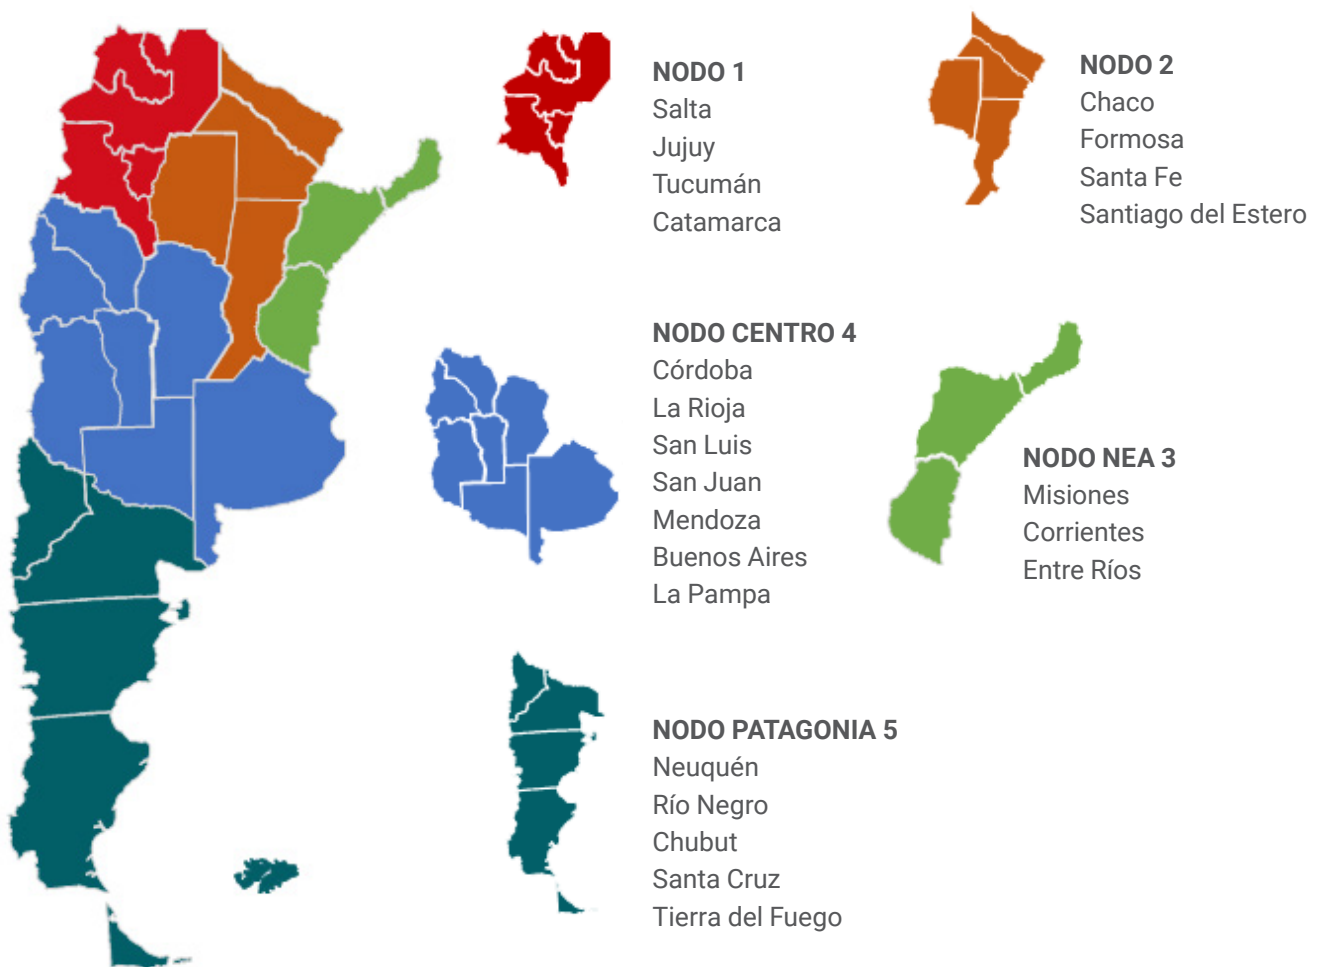 NODO 1
Salta
Jujuy
Tucumán
Catamarca
NODO 2
Chaco
Formosa
Santa Fe
Santiago del Estero
NODO CENTRO 4
Córdoba
La Rioja
San Luis
San Juan
Mendoza
Buenos Aires
La Pampa
NODO NEA 3
Misiones
Corrientes
Entre Ríos
NODO PATAGONIA 5
Neuquén
Río Negro
Chubut
Santa Cruz
Tierra del Fuego